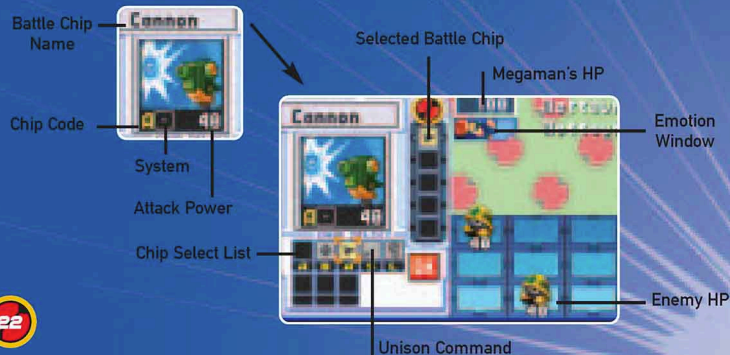 Battle Chip
Name
Cannon
Chip Code
System
Attack Power
Selected Battle Chip
Megaman's HP
Emotion
Window
Cannon
Chip Select List
Enemy HP
Unison Command
22